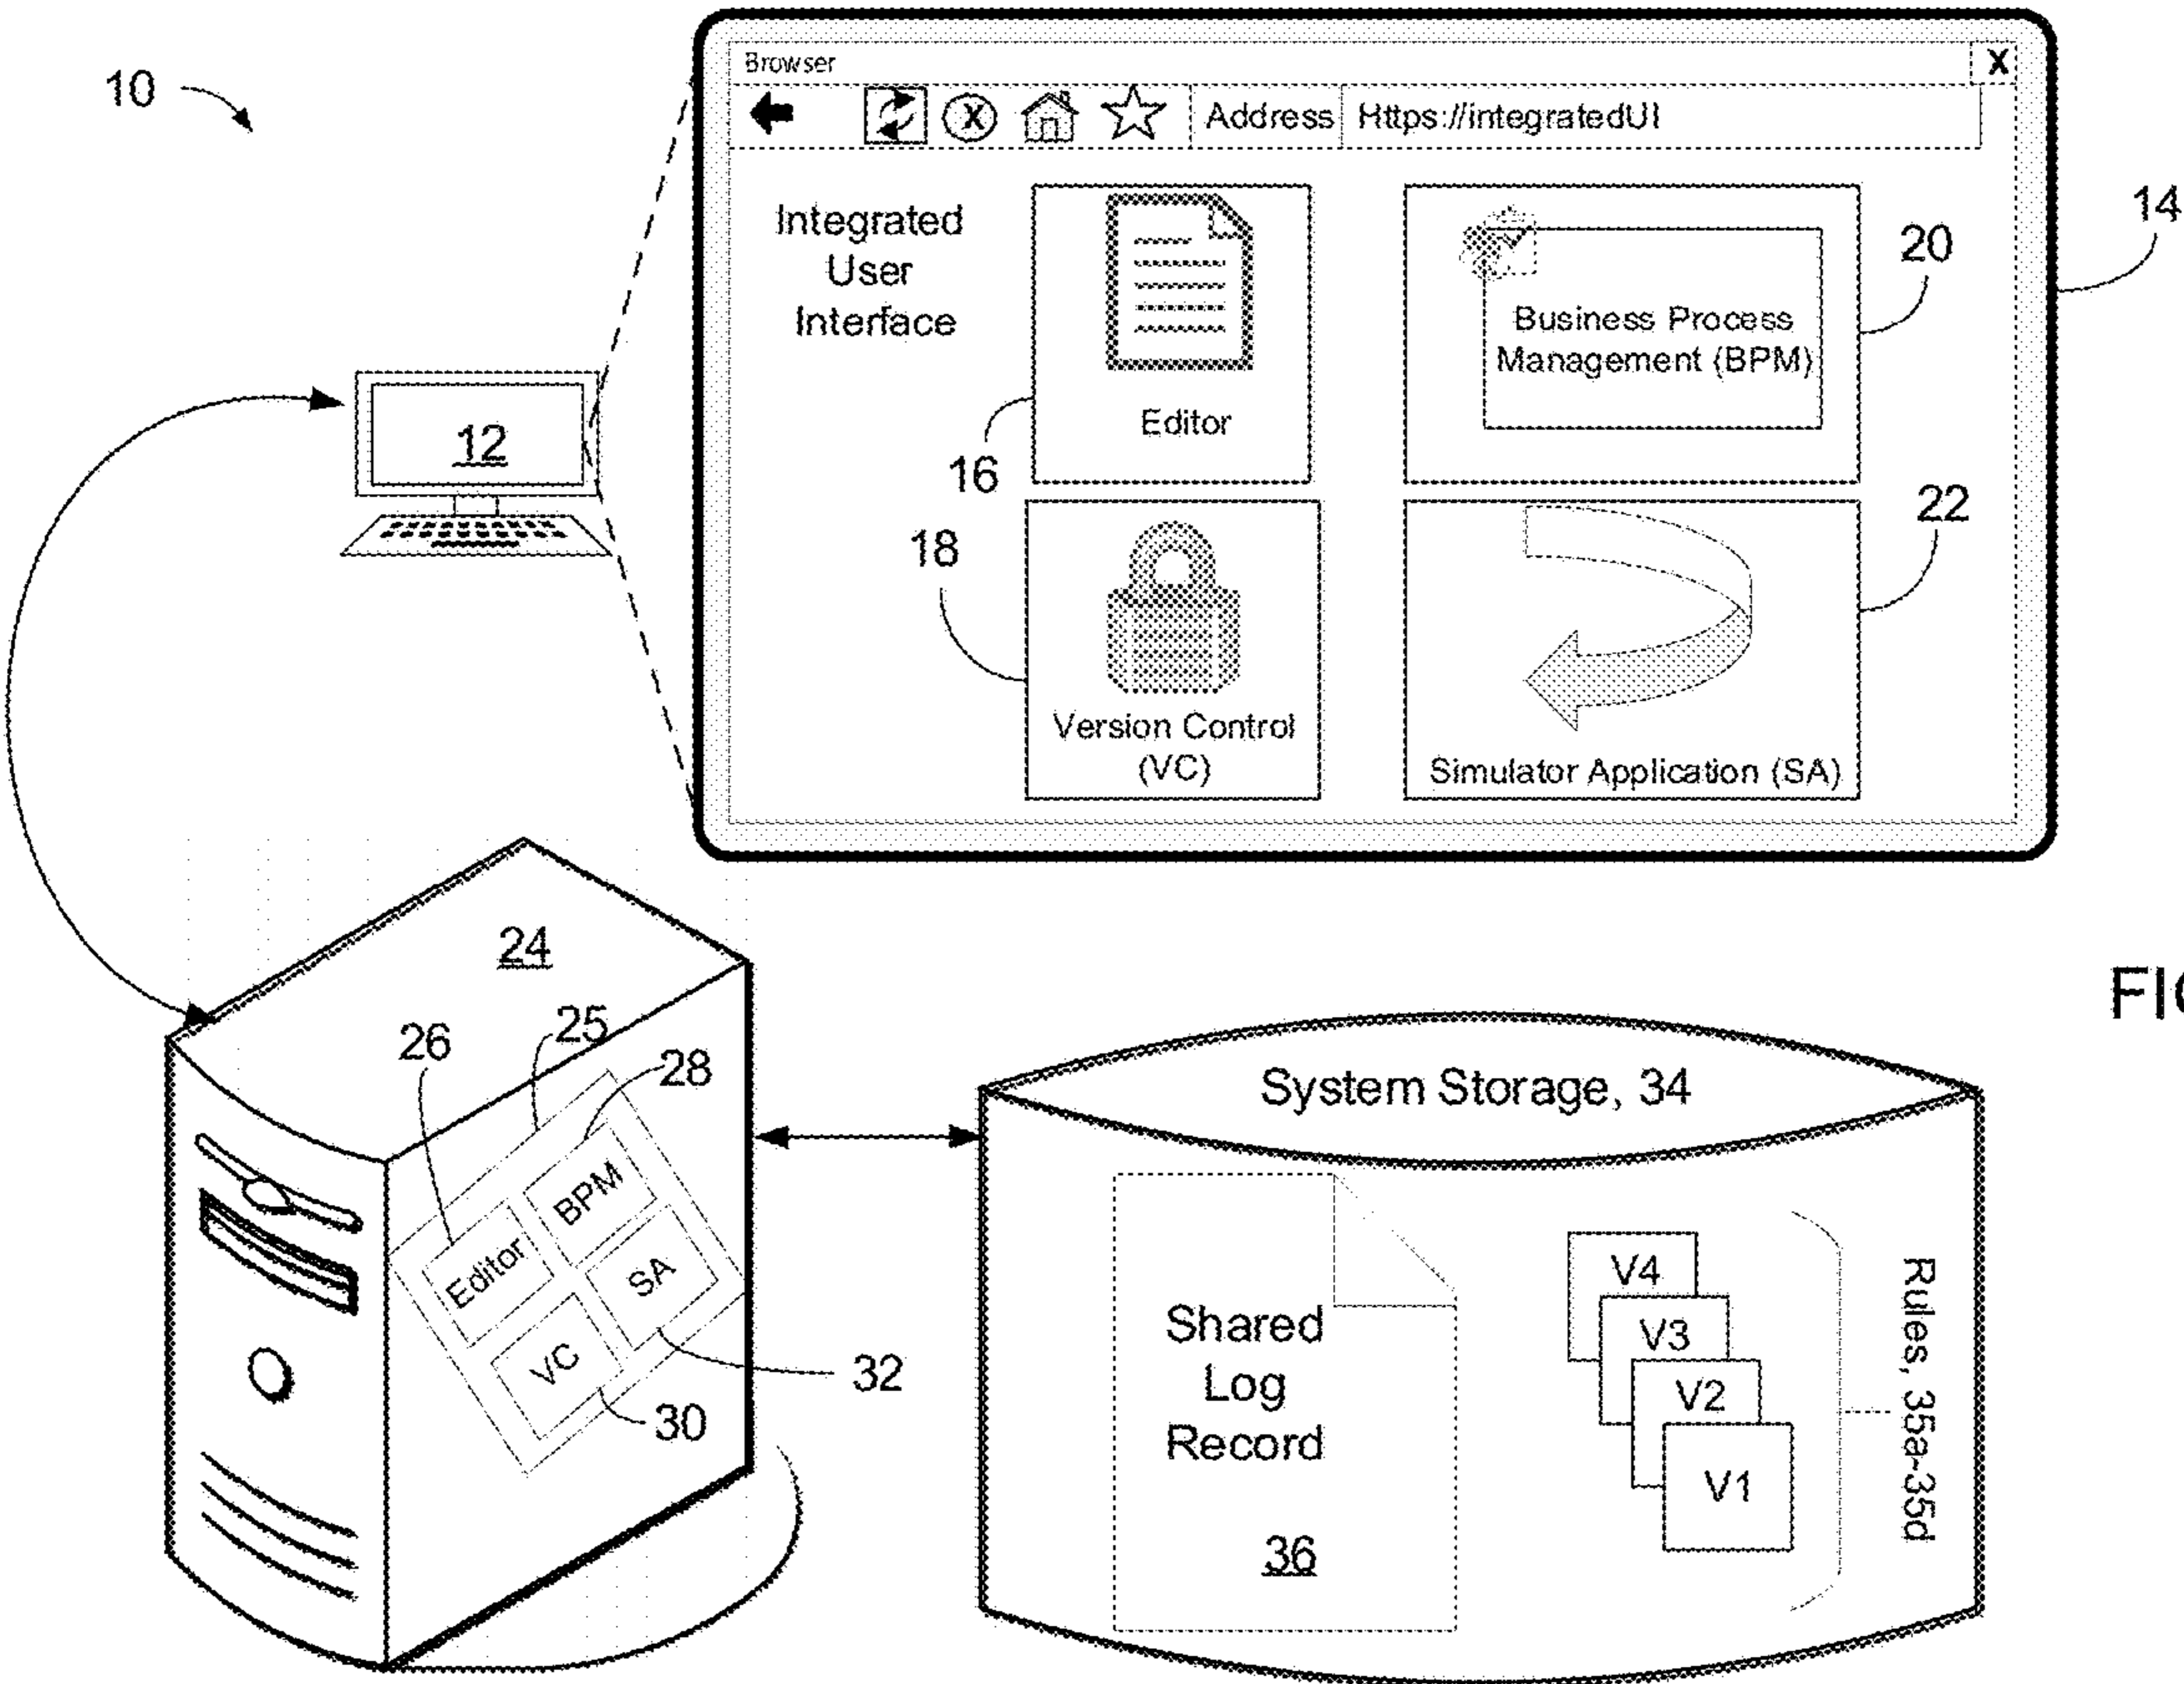 10
Browser
X
X
Address
Https://integratedUI
Integrated
User
Interface
Editor
Business Process
Management (BPM)
14
20
16
12
22
18
Version Control
(VC)
Simulator Application (SA)
24
FIG
25
26
28
System Storage, 34
BPM
Editor
SA
VC
32
30
Shared
Log
Record
36
V4
V3
V2
V1
Rules, 35a-35d